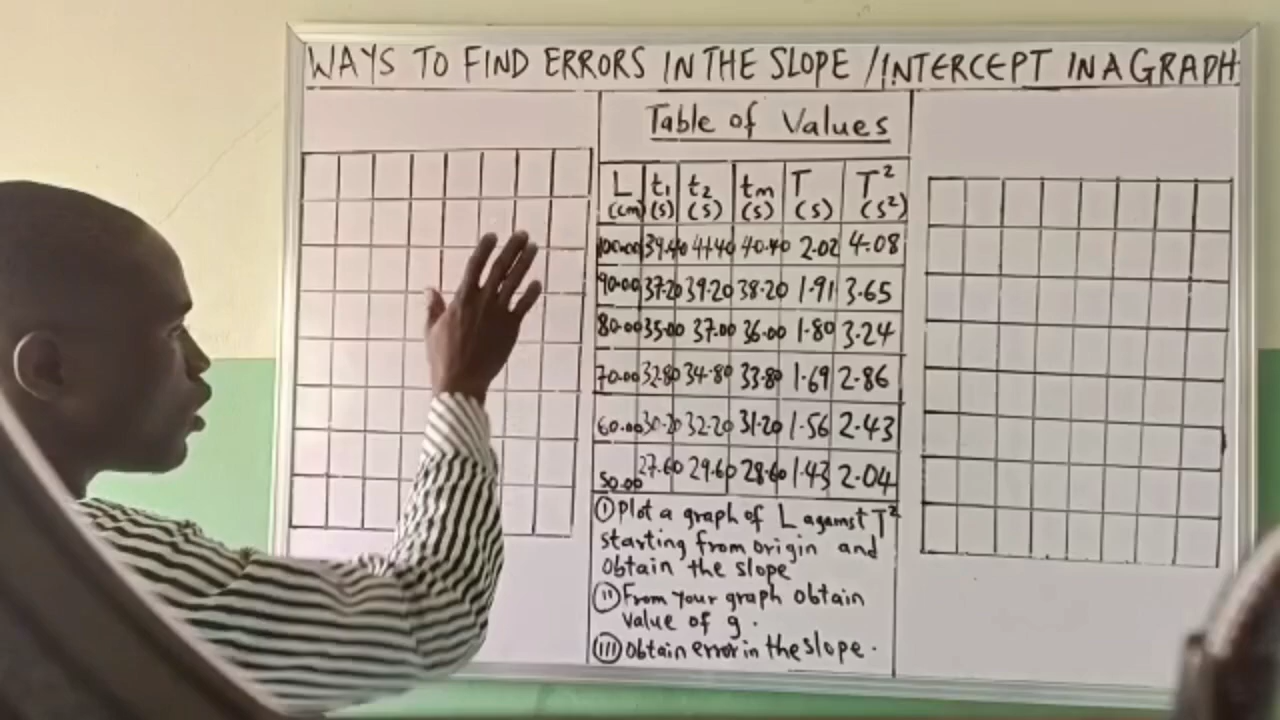 WAYS TO FIND ERRORS IN THE SLOPE /INTERCEPT IN A GRAPH
Table of Values
L t₁ t₂ tm T T²
(cm) (s) (s) (s) (s) (s²)
100.00 39.40 41.40 40.40 2.02 4.08
90.00 37.20 39.20 38.20 1.91 3.65
80.00 35.00 37.00 36.00 1.80 3.24
70.00 32.80 34.80 33.80 1.69 2.86
60.00 30.20 32.20 31.20 1.56 2.43
50.00 27.60 29.60 28.60 1.43 2.04
(I) Plot a graph of L against T²
starting from origin and
obtain the slope
(II) From your graph obtain
value of g.
(III) Obtain error in the slope.